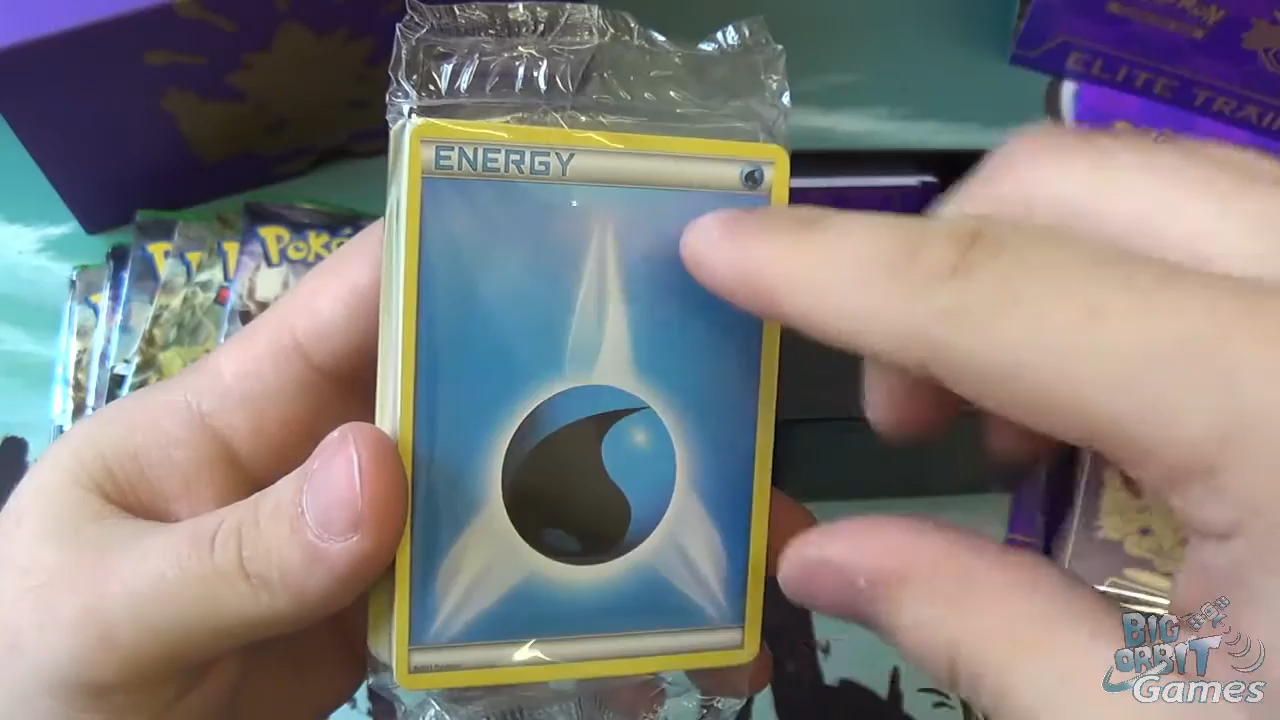 ENERGY
ELITE TRAI
POKé
BIG
ORBIT
Games